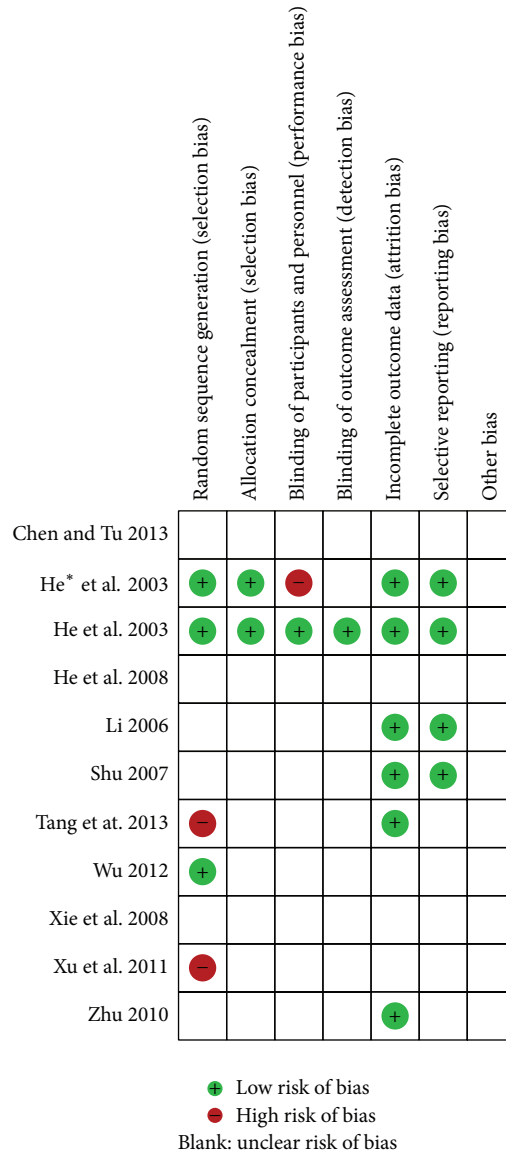 Random sequence generation (selection bias)
Allocation concealment (selection bias)
Blinding of participants and personnel (performance bias)
Blinding of outcome assessment (detection bias)
Incomplete outcome data (attrition bias)
Selective reporting (reporting bias)
Other bias
Chen and Tu 2013
He* et al. 2003 + + − + +
He et al. 2003 + + + + + +
He et al. 2008
Li 2006 + +
Shu 2007 + +
Tang et at. 2013 − +
Wu 2012 +
Xie et al. 2008
Xu et al. 2011 −
Zhu 2010 +
+ Low risk of bias
− High risk of bias
Blank: unclear risk of bias